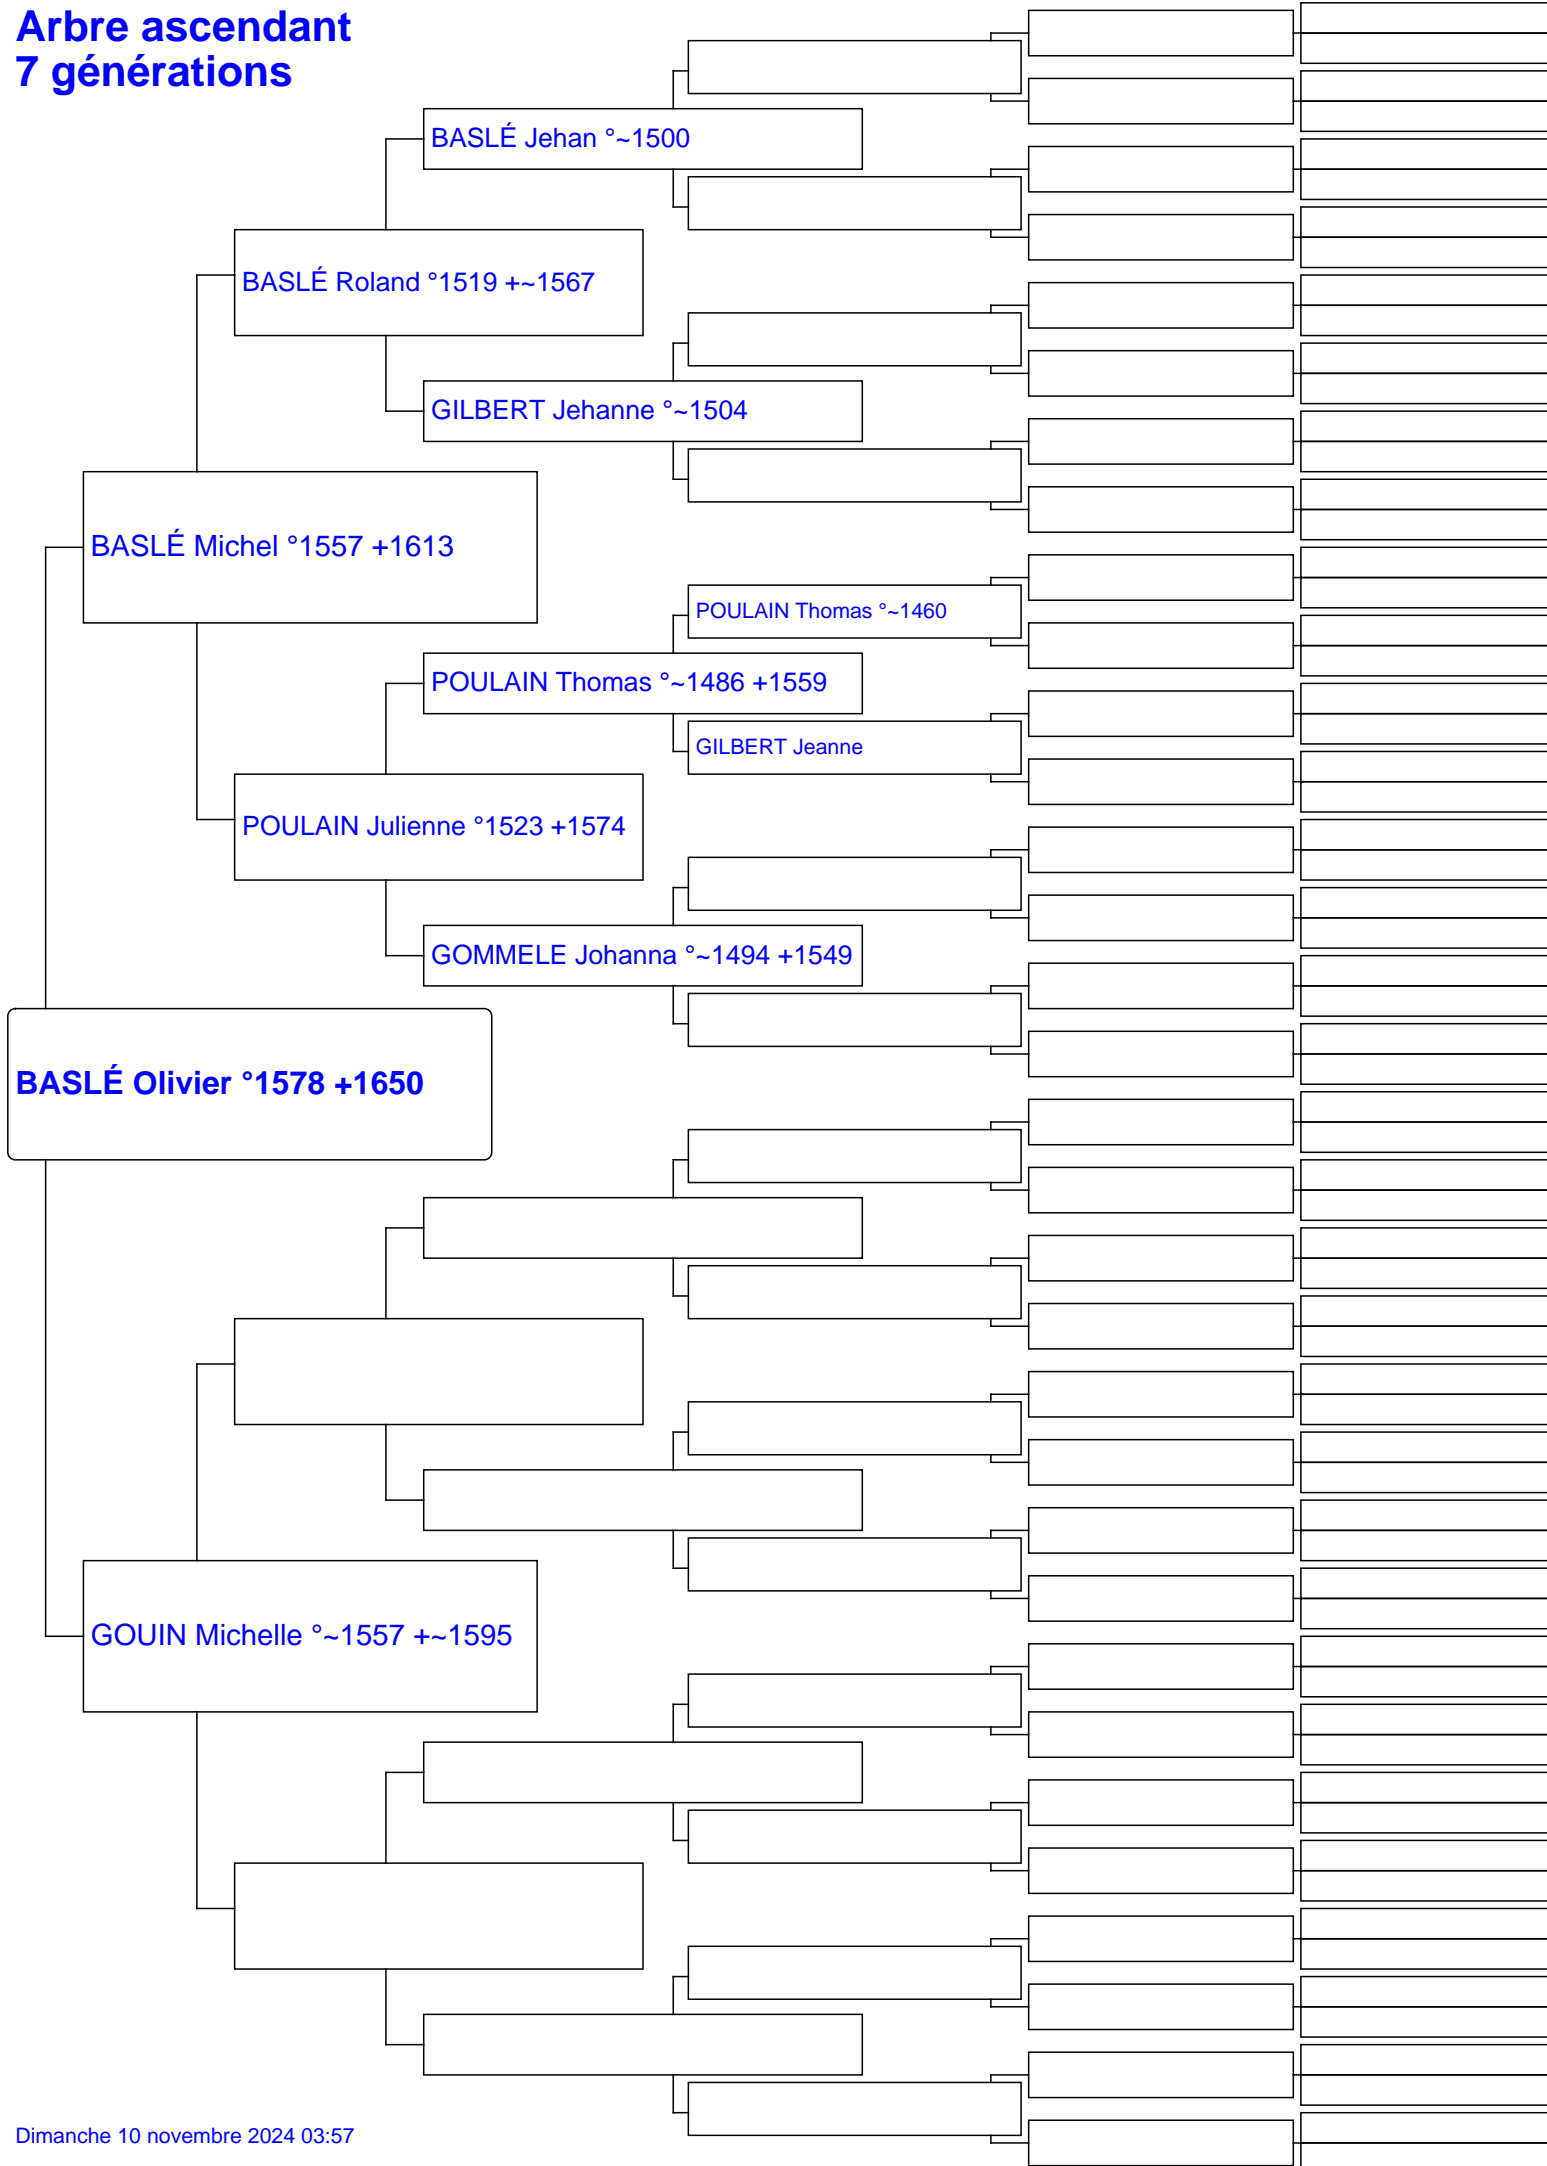 Arbre ascendant
7 générations
BASLÉ Jehan °~1500
BASLÉ Roland °1519 +~1567
GILBERT Jehanne °~1504
BASLÉ Michel °1557 +1613
POULAIN Thomas °~1460
POULAIN Thomas °~1486 +1559
GILBERT Jeanne
POULAIN Julienne °1523 +1574
GOMMELE Johanna °~1494 +1549
BASLÉ Olivier °1578 +1650
GOUIN Michelle °~1557 +~1595
Dimanche 10 novembre 2024 03:57